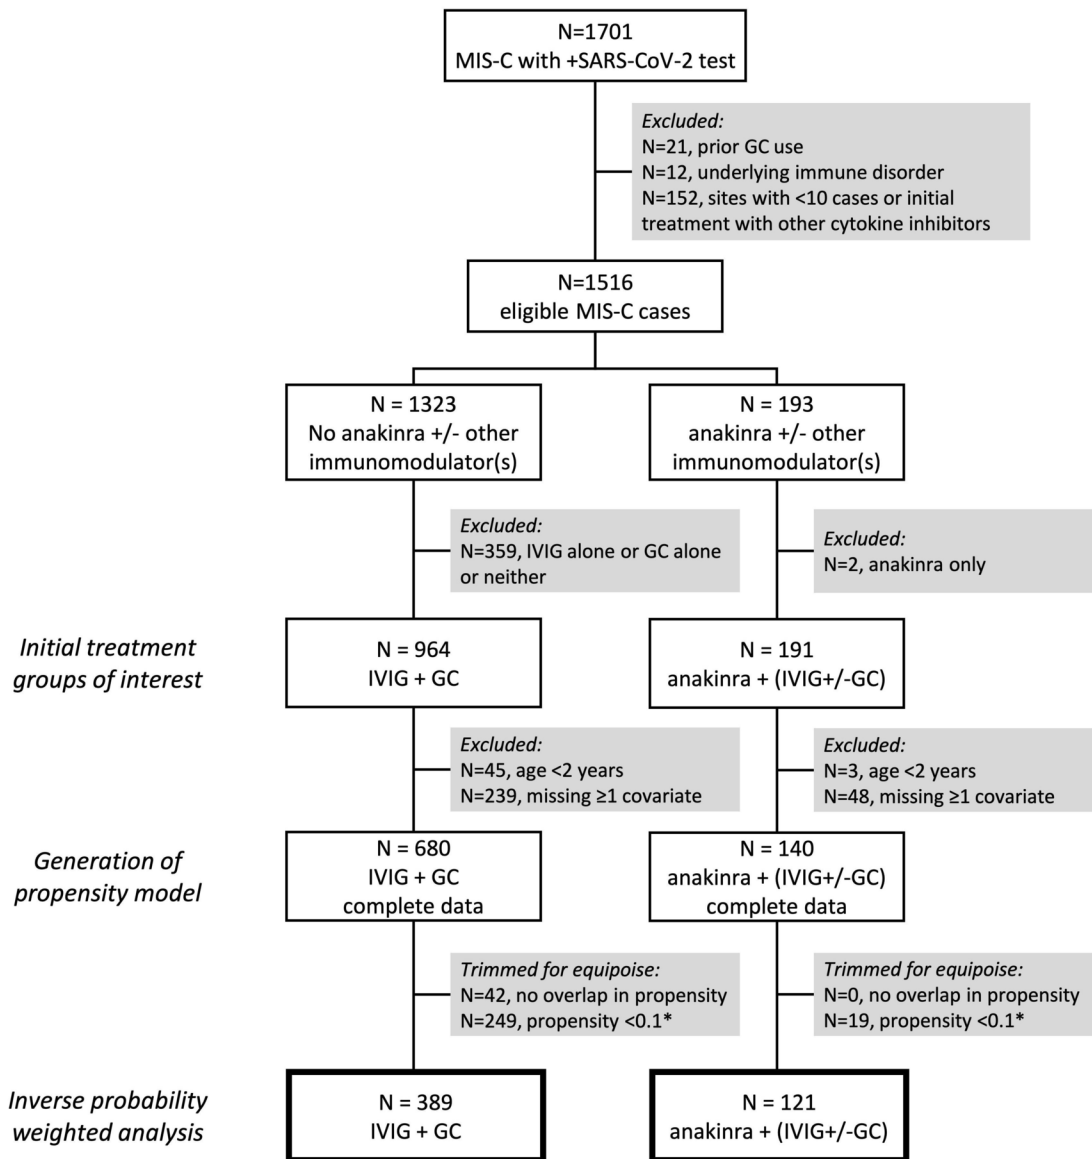 N=1701
MIS-C with +SARS-CoV-2 test
Excluded:
N=21, prior GC use
N=12, underlying immune disorder
N=152, sites with <10 cases or initial
treatment with other cytokine inhibitors
N=1516
eligible MIS-C cases
N = 1323
No anakinra +/- other
immunomodulator(s)
N = 193
anakinra +/- other
immunomodulator(s)
Excluded:
N=359, IVIG alone or GC alone
or neither
Excluded:
N=2, anakinra only
Initial treatment
groups of interest
N = 964
IVIG + GC
N = 191
anakinra + (IVIG+/-GC)
Excluded:
N=45, age <2 years
N=239, missing ≥1 covariate
Excluded:
N=3, age <2 years
N=48, missing ≥1 covariate
Generation of
propensity model
N = 680
IVIG + GC
complete data
N = 140
anakinra + (IVIG+/-GC)
complete data
Trimmed for equipoise:
N=42, no overlap in propensity
N=249, propensity <0.1*
Trimmed for equipoise:
N=0, no overlap in propensity
N=19, propensity <0.1*
Inverse probability
weighted analysis
N = 389
IVIG + GC
N = 121
anakinra + (IVIG+/-GC)